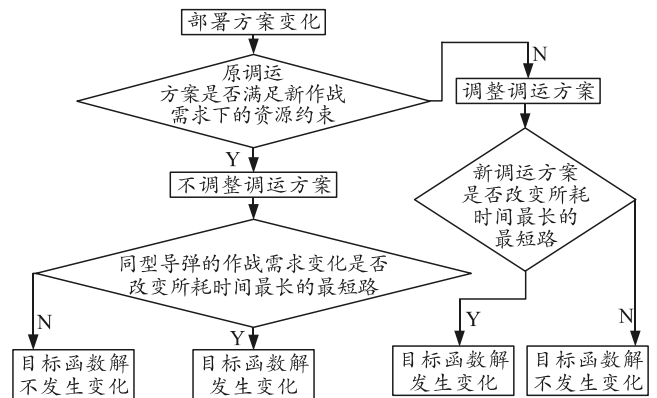 部署方案变化
原调运
方案是否满足新作战
需求下的资源约束
N
调整调运方案
Y
不调整调运方案
新调运方案
是否改变所耗
时间最长的
最短路
同型导弹的作战需求变化是否
改变所耗时间最长的最短路
N
Y
Y
N
目标函数解
不发生变化
目标函数解
发生变化
目标函数解
发生变化
目标函数解
不发生变化